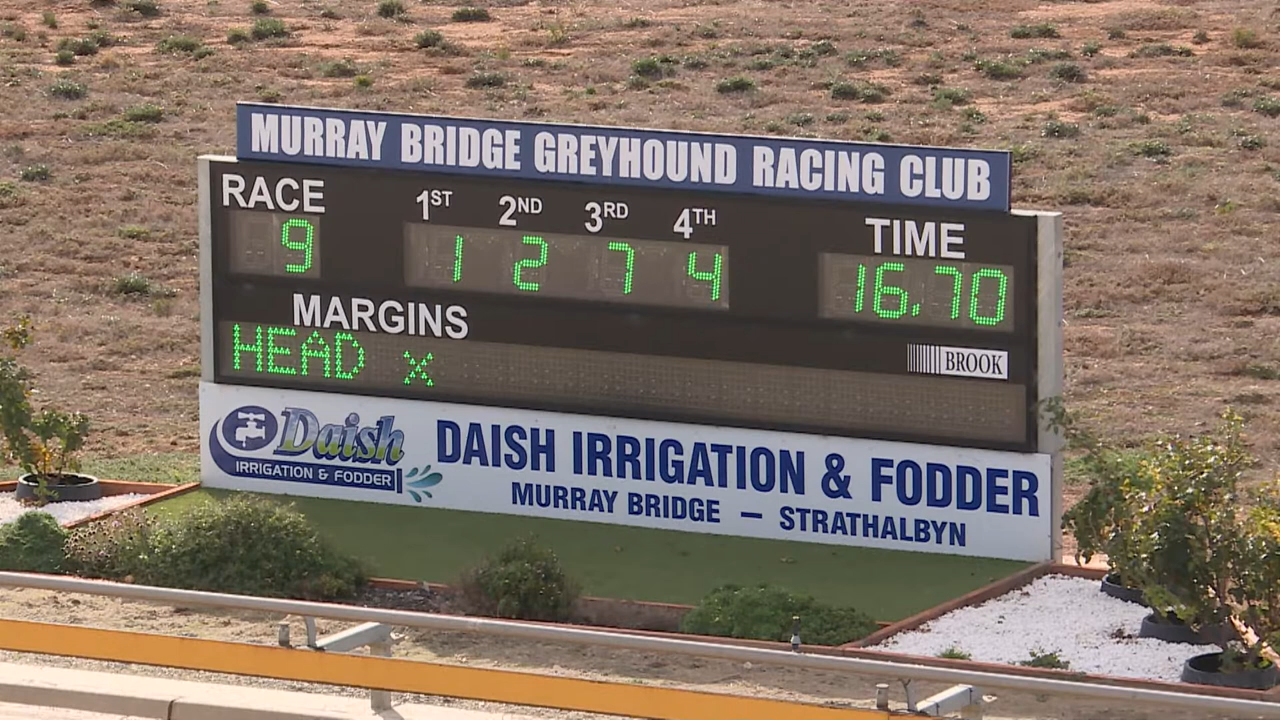 MURRAY BRIDGE GREYHOUND RACING CLUB
RACE 1ST 2ND 3RD 4TH TIME
9 1 2 7 4 16.70
MARGINS
HEAD x
BROOK
Daish
IRRIGATION & FODDER
DAISH IRRIGATION & FODDER
MURRAY BRIDGE – STRATHALBYN